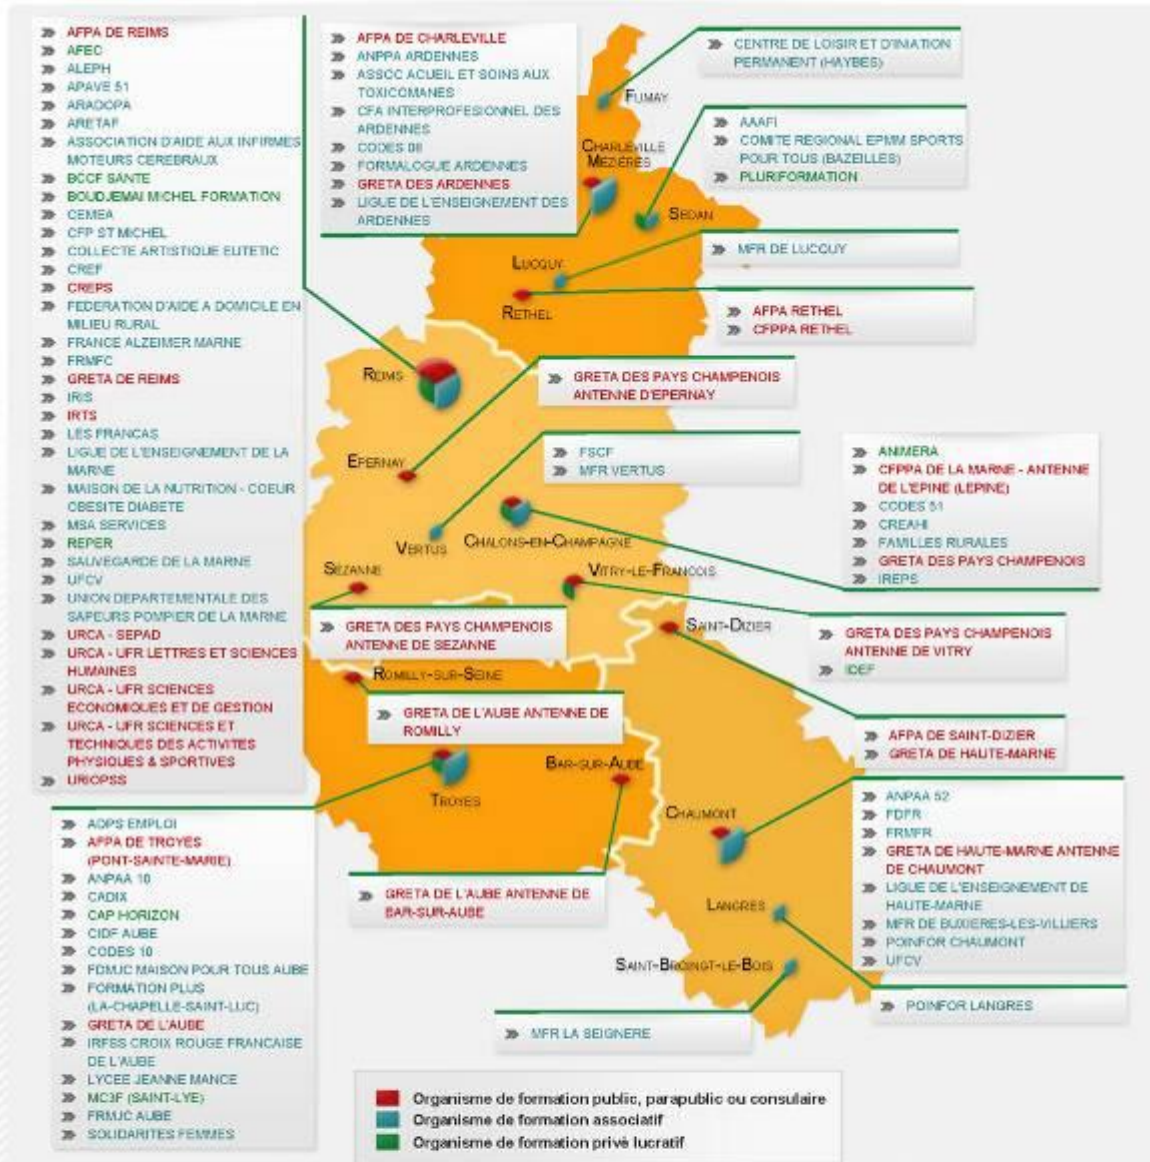 AFPA DE REIMS
AFEC
ALEPH
APAVE 51
ARADOPA
ARETAF
ASSOCIATION D'AIDE AUX INFIRMES
MOTEURS CEREBRAUX
BCCF SANTE
BOUDJEMAI MICHEL FORMATION
CEMEA
CFP ST MICHEL
COLLECTE ARTISTIQUE EUTETIC
CREF
CREPS
FEDERATION D'AIDE A DOMICILE EN
MILIEU RURAL
FRANCE ALZEIMER MARNE
FRMFC
GRETA DE REIMS
IRIS
IRTS
LES FRANCAS
LIGUE DE L'ENSEIGNEMENT DE LA
MARNE
MAISON DE LA NUTRITION - COEUR
OBESITE DIABETE
MSA SERVICES
REPER
SAUVEGARDE DE LA MARNE
UFCV
UNION DEPARTEMENTALE DES
SAPEURS POMPIER DE LA MARNE
URCA - SEPAD
URCA - UFR LETTRES ET SCIENCES
HUMAINES
URCA - UFR SCIENCES
ECONOMIQUES ET DE GESTION
URCA - UFR SCIENCES ET
TECHNIQUES DES ACTIVITES
PHYSIQUES & SPORTIVES
URIOPSS
AFPA DE CHARLEVILLE
ANPPA ARDENNES
ASSOC ACUEIL ET SOINS AUX
TOXICOMANES
CFA INTERPROFESIONNEL DES
ARDENNES
CODES 08
FORMALOGUE ARDENNES
GRETA DES ARDENNES
LIGUE DE L'ENSEIGNEMENT DES
ARDENNES
CENTRE DE LOISIR ET D'INIATION
PERMANENT (HAYBES)
FUMAY
AAAFI
COMITE REGIONAL EPMM SPORTS
POUR TOUS (BAZEILLES)
PLURIFORMATION
CHARLEVILLE
MÉZIÈRES
SEDAN
MFR DE LUCQUY
LUCQUY
RETHEL
AFPA RETHEL
CFPPA RETHEL
REIMS
GRETA DES PAYS CHAMPENOIS
ANTENNE D'EPERNAY
EPERNAY
FSCF
MFR VERTUS
VERTUS
CHALONS-EN-CHAMPAGNE
ANIMERA
CFPPA DE LA MARNE - ANTENNE
DE L'EPINE (LEPINE)
CODES 51
CREAHI
FAMILLES RURALES
GRETA DES PAYS CHAMPENOIS
IREPS
SÉZANNE
VITRY-LE-FRANCOIS
GRETA DES PAYS CHAMPENOIS
ANTENNE DE SEZANNE
SAINT-DIZIER
GRETA DES PAYS CHAMPENOIS
ANTENNE DE VITRY
IDEF
ROMILLY-SUR-SEINE
GRETA DE L'AUBE ANTENNE DE
ROMILLY
AFPA DE SAINT-DIZIER
GRETA DE HAUTE-MARNE
BAR-SUR-AUBE
TROYES
CHAUMONT
ANPAA 52
FDFR
FRMFR
GRETA DE HAUTE-MARNE ANTENNE
DE CHAUMONT
LIGUE DE L'ENSEIGNEMENT DE
HAUTE-MARNE
MFR DE BUXIERES-LES-VILLIERS
POINFOR CHAUMONT
UFCV
ADPS EMPLOI
AFPA DE TROYES
(PONT-SAINTE-MARIE)
ANPAA 10
CADIX
CAP HORIZON
CIDF AUBE
CODES 10
FDMJC MAISON POUR TOUS AUBE
FORMATION PLUS
(LA-CHAPELLE-SAINT-LUC)
GRETA DE L'AUBE
IRFSS CROIX ROUGE FRANCAISE
DE L'AUBE
LYCEE JEANNE MANCE
MC3F (SAINT-LYE)
FRMJC AUBE
SOLIDARITES FEMMES
GRETA DE L'AUBE ANTENNE DE
BAR-SUR-AUBE
LANGRES
SAINT-BROINGT-LE-BOIS
POINFOR LANGRES
MFR LA SEIGNERE
Organisme de formation public, parapublic ou consulaire
Organisme de formation associatif
Organisme de formation privé lucratif